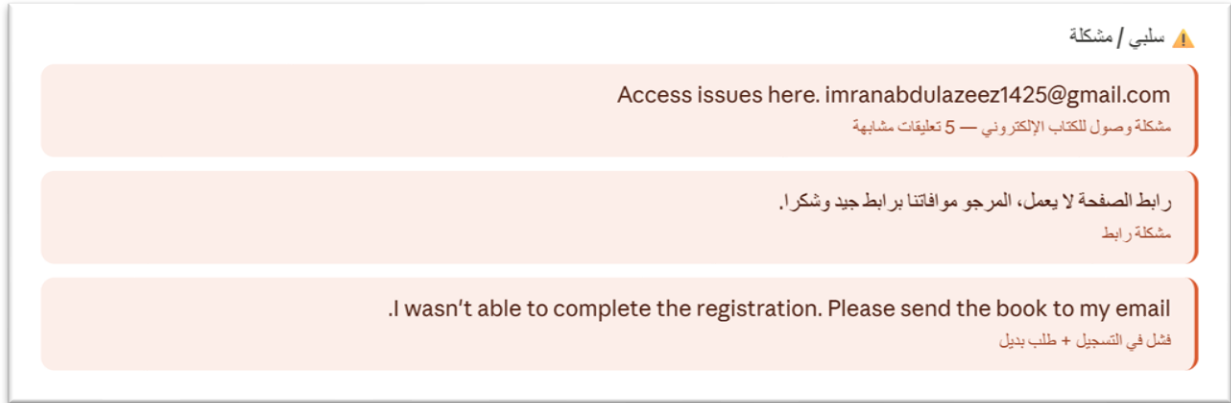 سلبي / مشكلة
Access issues here. imranabdulazeez1425@gmail.com
مشكلة وصول للكتاب الإلكتروني — 5 تعليقات مشابهة
رابط الصفحة لا يعمل، المرجو موافاتنا برابط جيد وشكرا.
مشكلة رابط
I wasn't able to complete the registration. Please send the book to my email.
فشل في التسجيل + طلب بديل